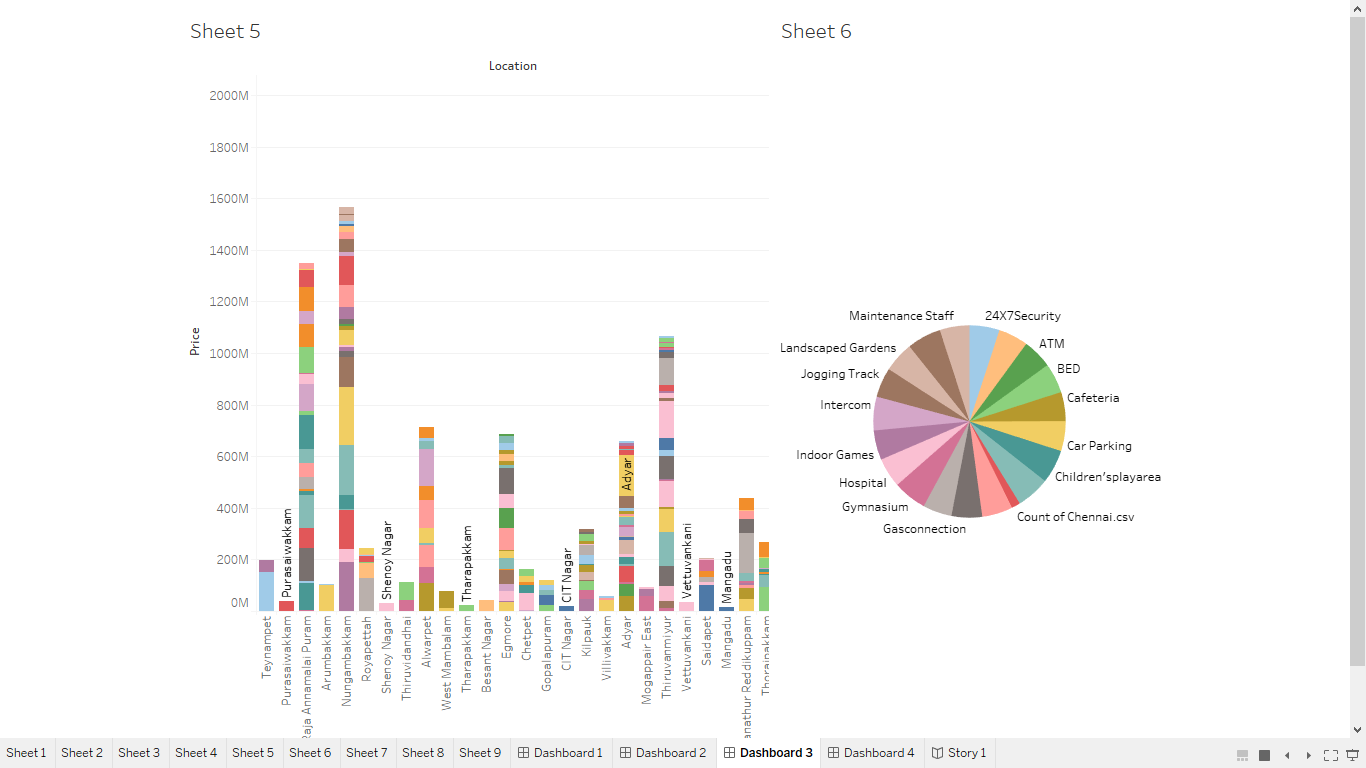 Sheet 5
Sheet 6
Location
2000M
1800M
1600M
1400M
1200M
1000M
800M
600M
400M
200M
0M
Price
Purasaiwakkam
Shenoy Nagar
Tharapakkam
CIT Nagar
Adyar
Vettuvankani
Mangadu
Teynampet
Purasaiwakkam
Raja Annamalai Puram
Arumbakkam
Nungambakkam
Royapettah
Shenoy Nagar
Thiruvidandhai
Alwarpet
West Mambalam
Tharapakkam
Besant Nagar
Egmore
Chetpet
Gopalapuram
CIT Nagar
Kilpauk
Villivakkam
Adyar
Mogappair East
Thiruvanmiyur
Vettuvankani
Saidapet
Mangadu
anathur Reddikuppam
Thoraipakkam
Maintenance Staff
24X7Security
Landscaped Gardens
ATM
Jogging Track
BED
Intercom
Cafeteria
Car Parking
Indoor Games
Children'splayarea
Hospital
Gymnasium
Count of Chennai.csv
Gasconnection
Sheet 1 Sheet 2 Sheet 3 Sheet 4 Sheet 5 Sheet 6 Sheet 7 Sheet 8 Sheet 9 Dashboard 1 Dashboard 2 Dashboard 3 Dashboard 4 Story 1